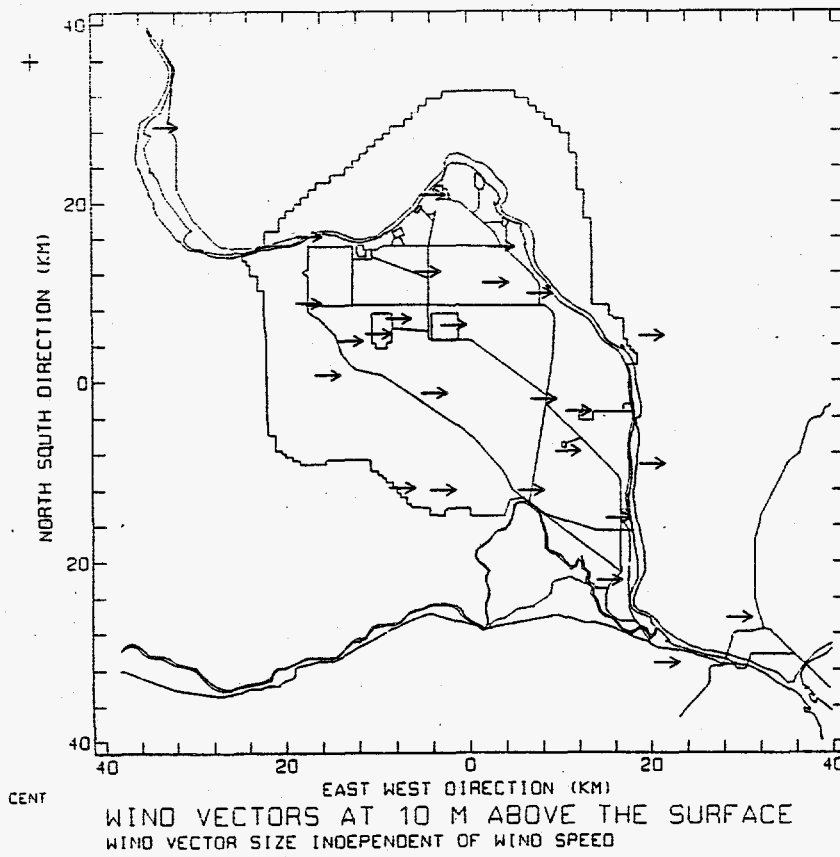 40
20
0
20
40
NORTH SOUTH DIRECTION (KM)
40 20 0 20 40
EAST WEST DIRECTION (KM)
CENT
WIND VECTORS AT 10 M ABOVE THE SURFACE
WIND VECTOR SIZE INDEPENDENT OF WIND SPEED